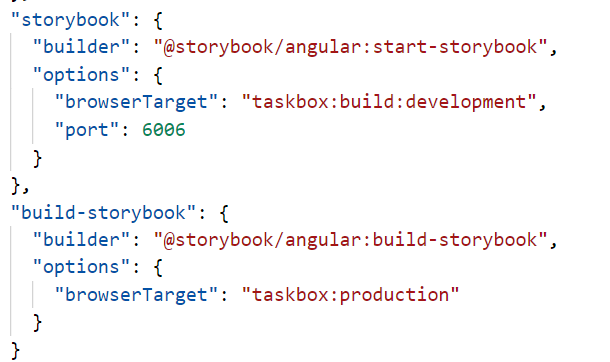 "storybook": {
"builder": "@storybook/angular:start-storybook",
"options": {
"browserTarget": "taskbox:build:development",
"port": 6006
}
},
"build-storybook": {
"builder": "@storybook/angular:build-storybook",
"options": {
"browserTarget": "taskbox:production"
}
}